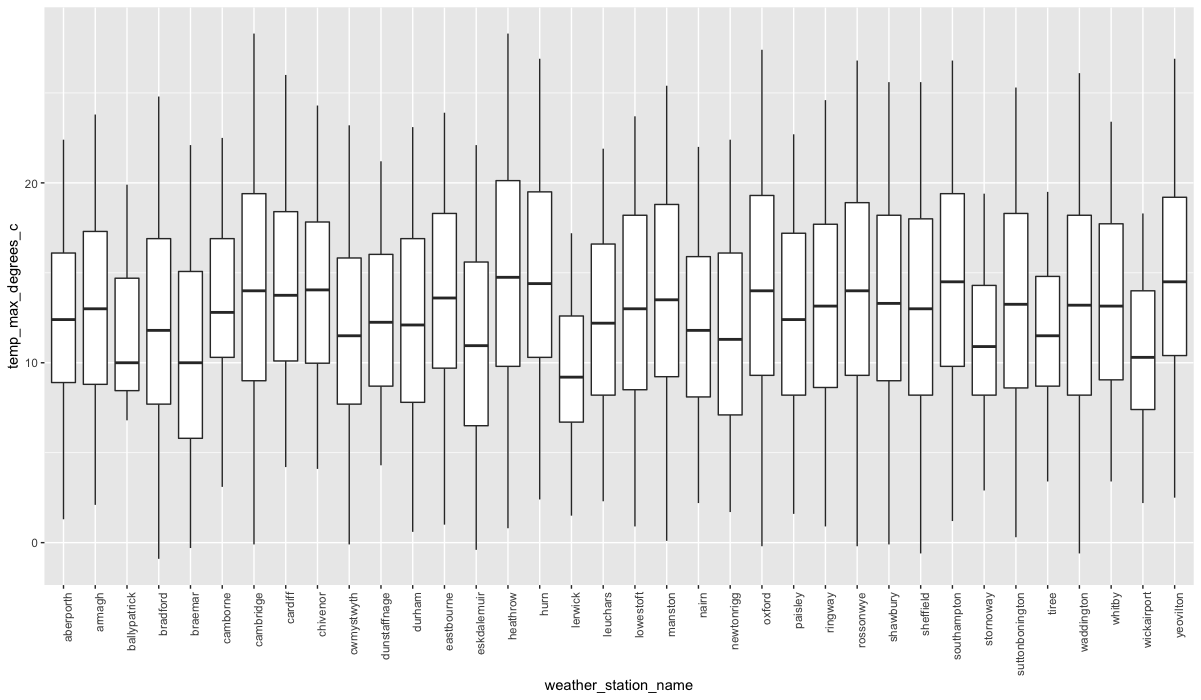 temp_max_degrees_c
20
10
0
aberporth
armagh
ballypatrick
bradford
braemar
camborne
cambridge
cardiff
chivenor
cwmystwyth
dunstaffnage
durham
eastbourne
eskdalemuir
heathrow
hurn
lerwick
leuchars
lowestoft
manston
nairn
newtonrigg
oxford
paisley
ringway
rossonwye
shawbury
sheffield
southampton
stornoway
suttonbonington
tiree
waddington
whitby
wickairport
yeovilton
weather_station_name